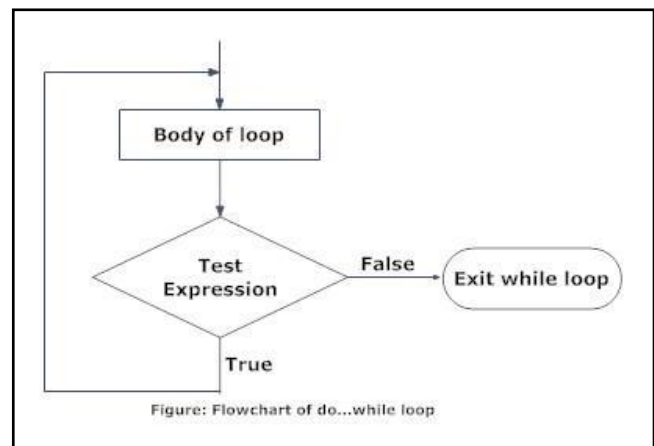 Body of loop
Test
Expression
False
Exit while loop
True
Figure: Flowchart of do...while loop